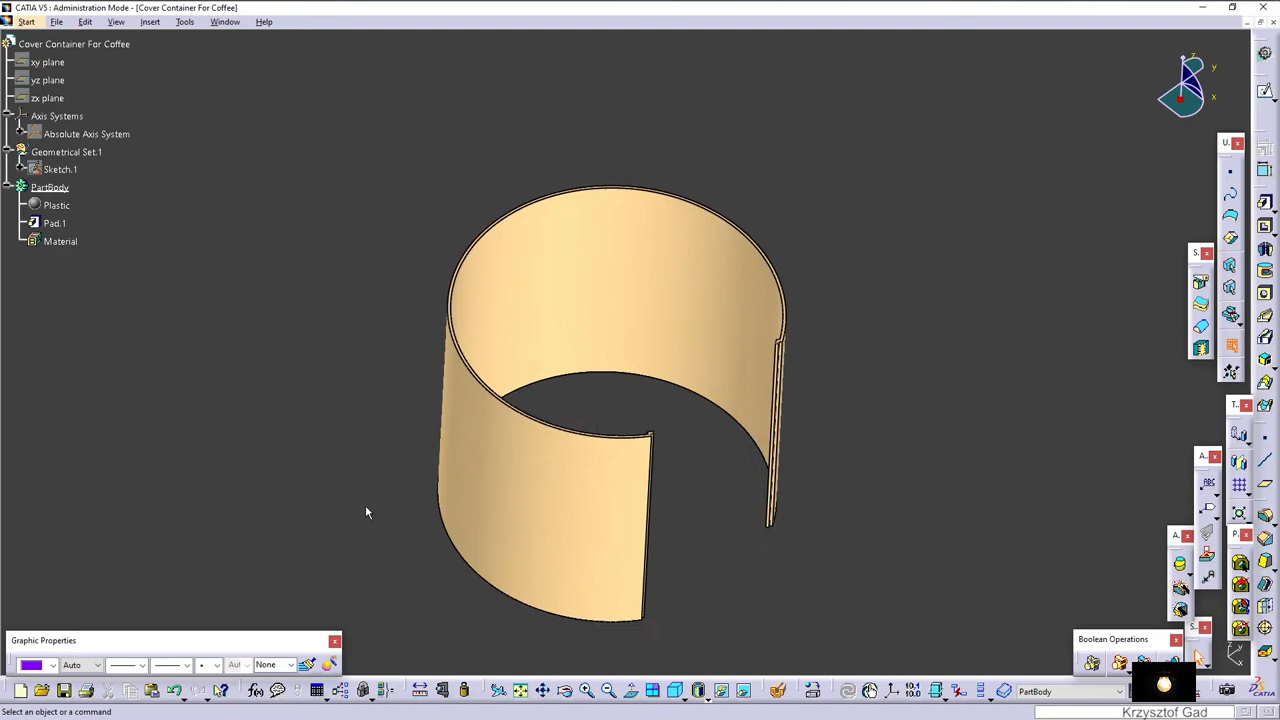 CATIA V5 : Administration Mode - [Cover Container For Coffee]
Start File Edit View Insert Tools Window Help
Cover Container For Coffee
xy plane
yz plane
zx plane
Axis Systems
Absolute Axis System
Geometrical Set.1
Sketch.1
PartBody
Plastic
Pad.1
Material
z
y
x
U.
S.
T..
A..
A.
P.
S.
Graphic Properties
Auto
Aut
None
Boolean Operations
PartBody
Select an object or a command
Krzysztof Gad
CATIA